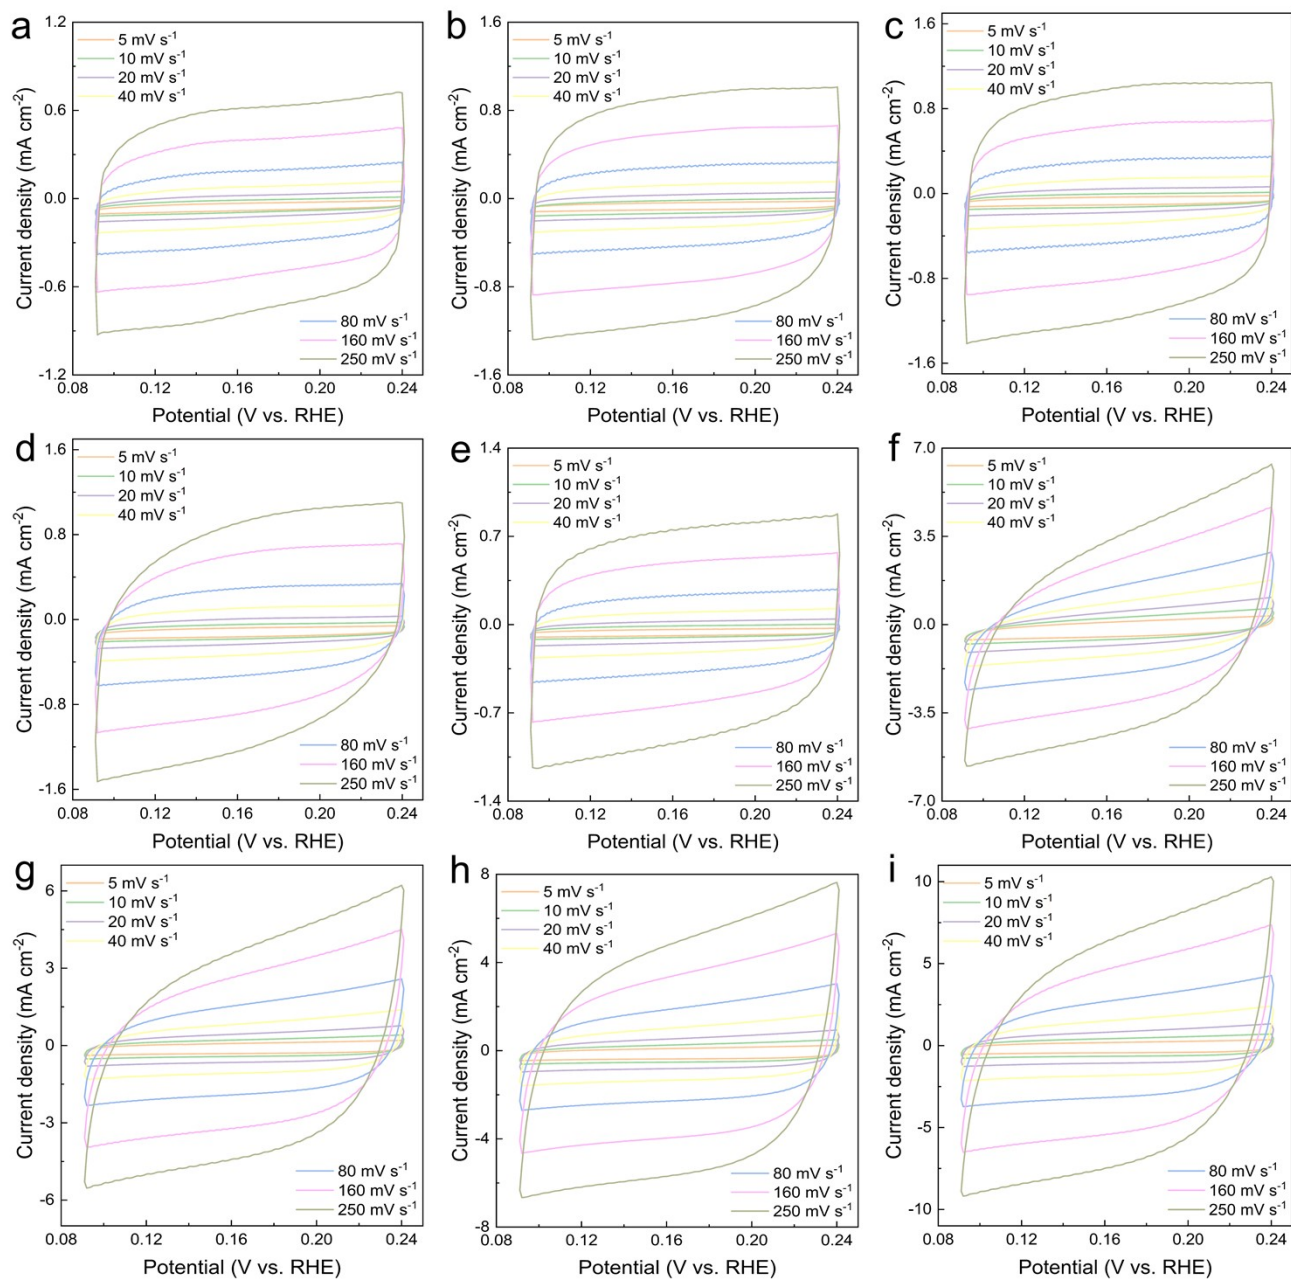 a
1.2
0.6
0.0
-0.6
-1.2
Current density (mA cm-2)
5 mV s-1
10 mV s-1
20 mV s-1
40 mV s-1
80 mV s-1
160 mV s-1
250 mV s-1
0.08 0.12 0.16 0.20 0.24
Potential (V vs. RHE)
b
1.6
0.8
0.0
-0.8
-1.6
Current density (mA cm-2)
5 mV s-1
10 mV s-1
20 mV s-1
40 mV s-1
80 mV s-1
160 mV s-1
250 mV s-1
0.08 0.12 0.16 0.20 0.24
Potential (V vs. RHE)
c
1.6
0.8
0.0
-0.8
-1.6
Current density (mA cm-2)
5 mV s-1
10 mV s-1
20 mV s-1
40 mV s-1
80 mV s-1
160 mV s-1
250 mV s-1
0.08 0.12 0.16 0.20 0.24
Potential (V vs. RHE)
d
1.6
0.8
0.0
-0.8
-1.6
Current density (mA cm-2)
5 mV s-1
10 mV s-1
20 mV s-1
40 mV s-1
80 mV s-1
160 mV s-1
250 mV s-1
0.08 0.12 0.16 0.20 0.24
Potential (V vs. RHE)
e
1.4
0.7
0.0
-0.7
-1.4
Current density (mA cm-2)
5 mV s-1
10 mV s-1
20 mV s-1
40 mV s-1
80 mV s-1
160 mV s-1
250 mV s-1
0.08 0.12 0.16 0.20 0.24
Potential (V vs. RHE)
f
7.0
3.5
0.0
-3.5
-7.0
Current density (mA cm-2)
5 mV s-1
10 mV s-1
20 mV s-1
40 mV s-1
80 mV s-1
160 mV s-1
250 mV s-1
0.08 0.12 0.16 0.20 0.24
Potential (V vs. RHE)
g
6
3
0
-3
-6
Current density (mA cm-2)
5 mV s-1
10 mV s-1
20 mV s-1
40 mV s-1
80 mV s-1
160 mV s-1
250 mV s-1
0.08 0.12 0.16 0.20 0.24
Potential (V vs. RHE)
h
8
4
0
-4
-8
Current density (mA cm-2)
5 mV s-1
10 mV s-1
20 mV s-1
40 mV s-1
80 mV s-1
160 mV s-1
250 mV s-1
0.08 0.12 0.16 0.20 0.24
Potential (V vs. RHE)
i
10
5
0
-5
-10
Current density (mA cm-2)
5 mV s-1
10 mV s-1
20 mV s-1
40 mV s-1
80 mV s-1
160 mV s-1
250 mV s-1
0.08 0.12 0.16 0.20 0.24
Potential (V vs. RHE)